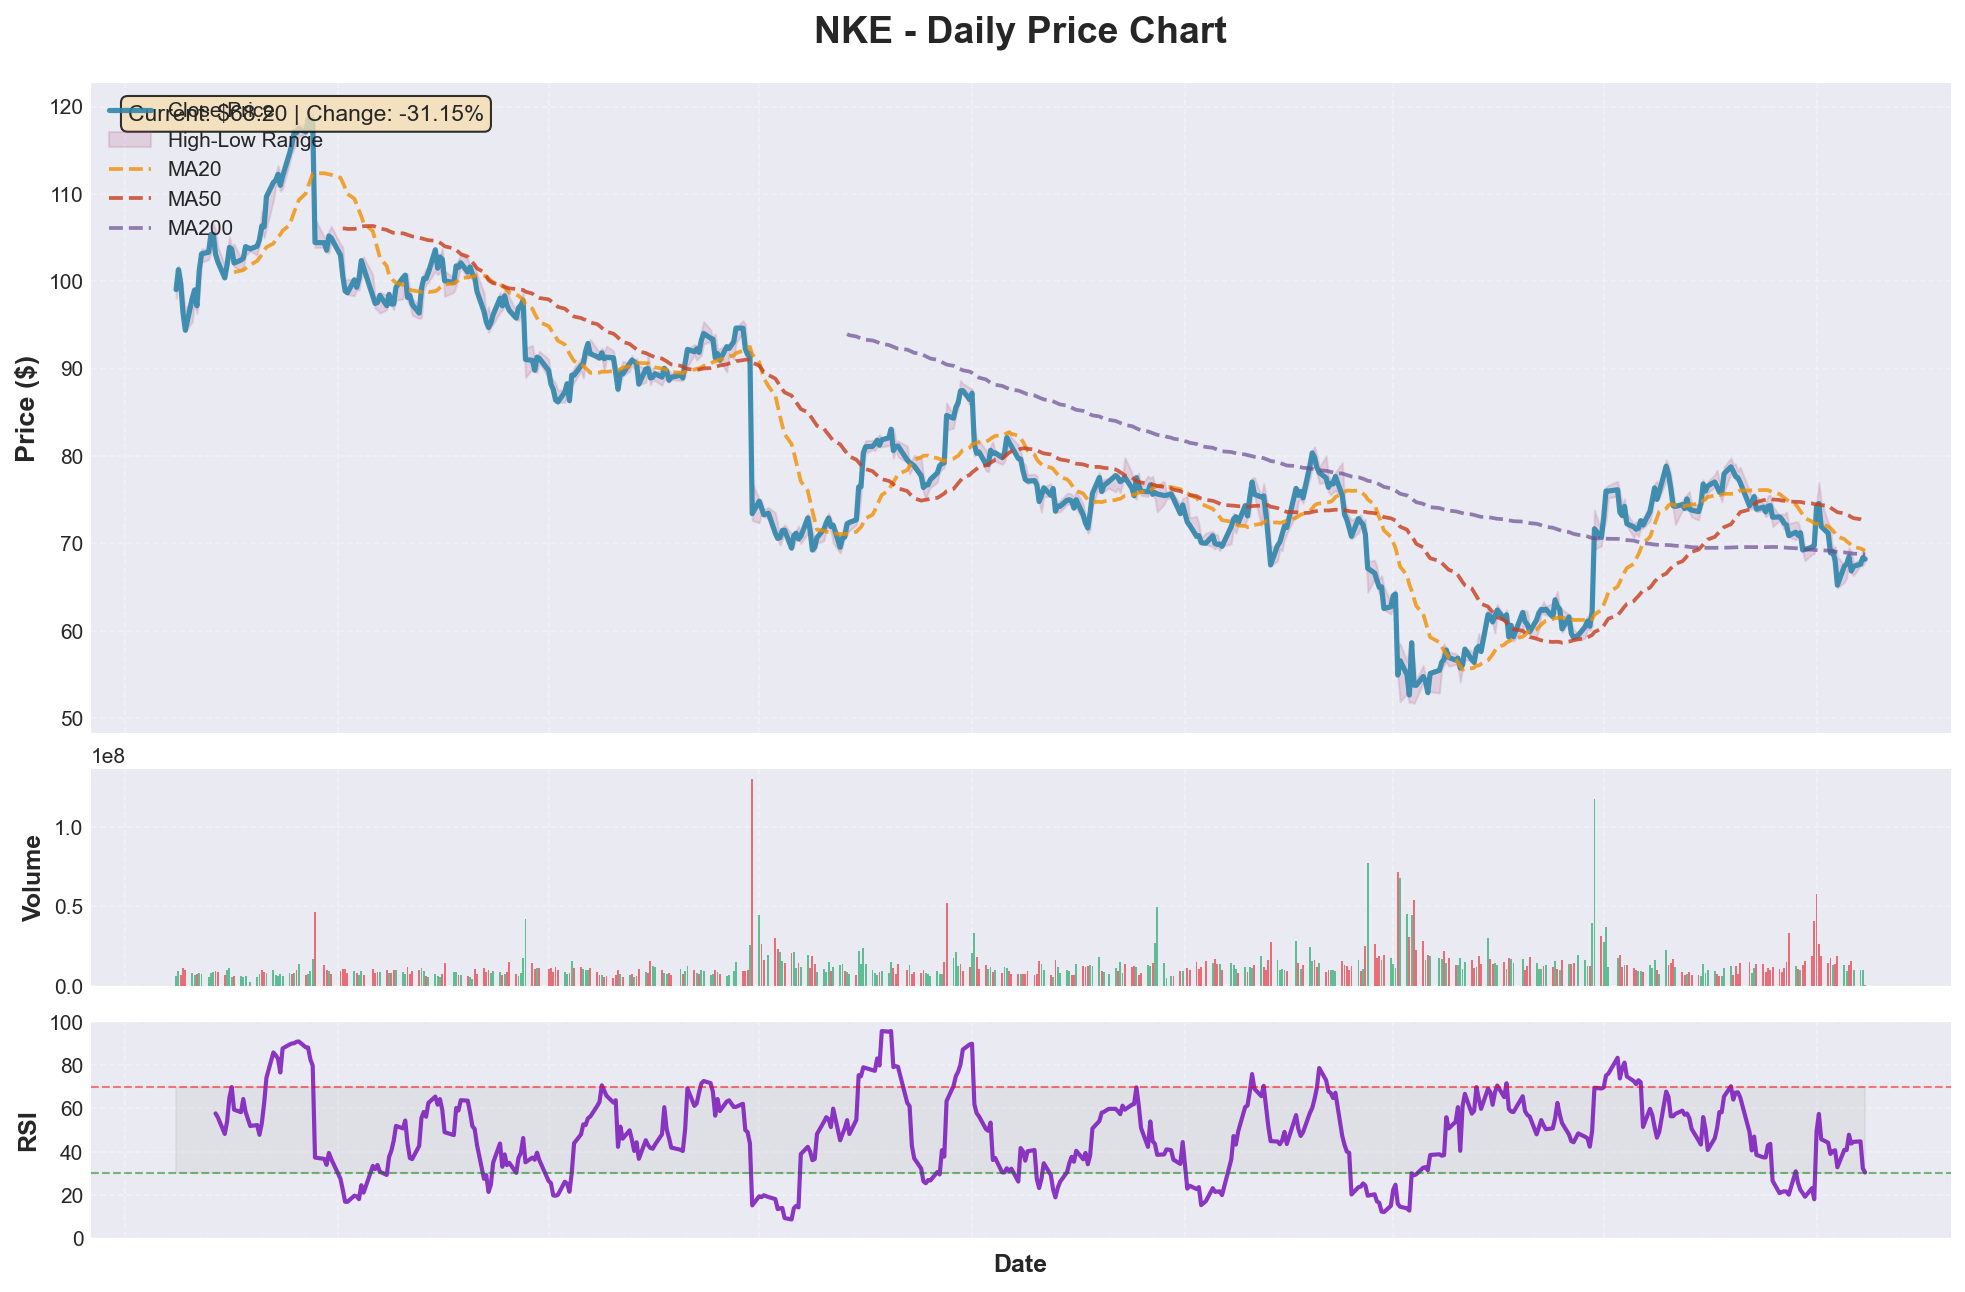 NKE - Daily Price Chart
Current: $68.20 | Change: -31.15%
Close Price
High-Low Range
MA20
MA50
MA200
Price ($)
120
110
100
90
80
70
60
50
1e8
Volume
1.0
0.5
0.0
RSI
100
80
60
40
20
0
Date